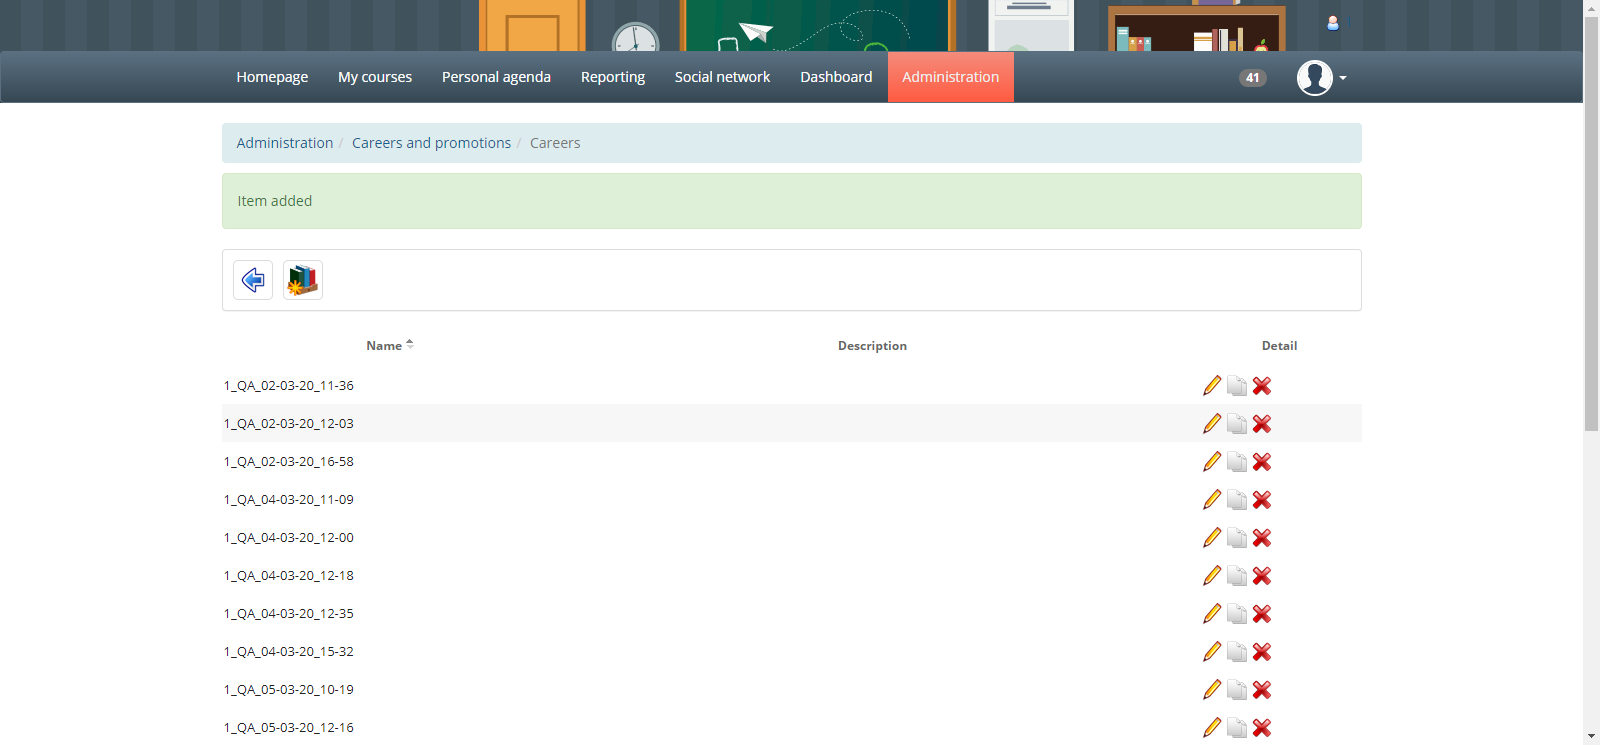 Homepage My courses Personal agenda Reporting Social network Dashboard Administration 41
Administration / Careers and promotions / Careers
Item added
Name Description Detail
1_QA_02-03-20_11-36
1_QA_02-03-20_12-03
1_QA_02-03-20_16-58
1_QA_04-03-20_11-09
1_QA_04-03-20_12-00
1_QA_04-03-20_12-18
1_QA_04-03-20_12-35
1_QA_04-03-20_15-32
1_QA_05-03-20_10-19
1_QA_05-03-20_12-16